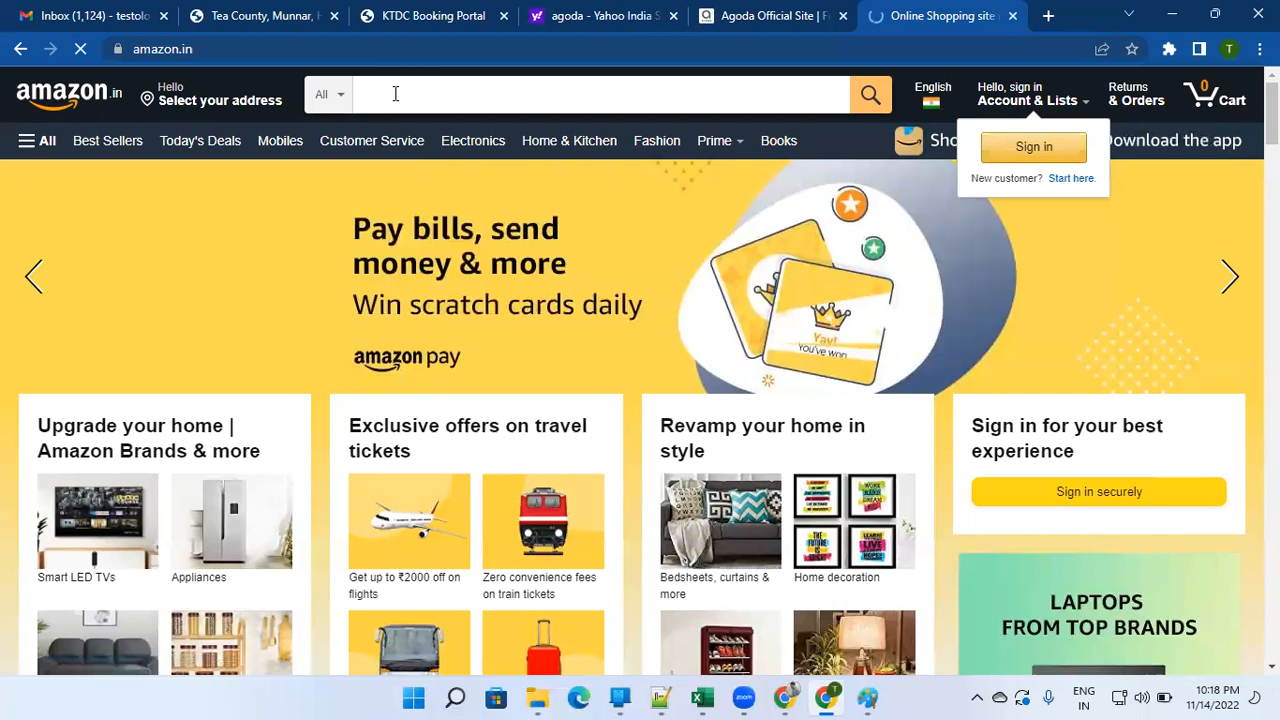 Inbox (1,124) - testolo
Tea County, Munnar,
KTDC Booking Portal
agoda - Yahoo India S
Agoda Official Site | F
Online Shopping site
amazon.in
amazon.in
Hello
Select your address
All
English
Hello, sign in
Account & Lists
Returns
& Orders
0
Cart
All
Best Sellers
Today's Deals
Mobiles
Customer Service
Electronics
Home & Kitchen
Fashion
Prime
Books
Sho
Download the app
Sign in
New customer? Start here.
Pay bills, send
money & more
Win scratch cards daily
amazon pay
Yay!
You've won
Upgrade your home |
Amazon Brands & more
Exclusive offers on travel
tickets
Revamp your home in
style
Sign in for your best
experience
Sign in securely
Smart LED TVs
Appliances
Get up to ₹2000 off on
flights
Zero convenience fees
on train tickets
Bedsheets, curtains &
more
Home decoration
LAPTOPS
FROM TOP BRANDS
zoom
ENG
IN
10:18 PM
11/14/2022